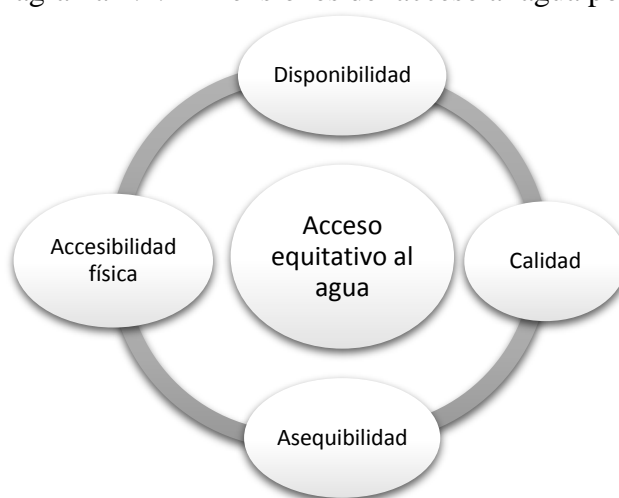 Disponibilidad
Accesibilidad
física
Acceso
equitativo al
agua
Calidad
Asequibilidad